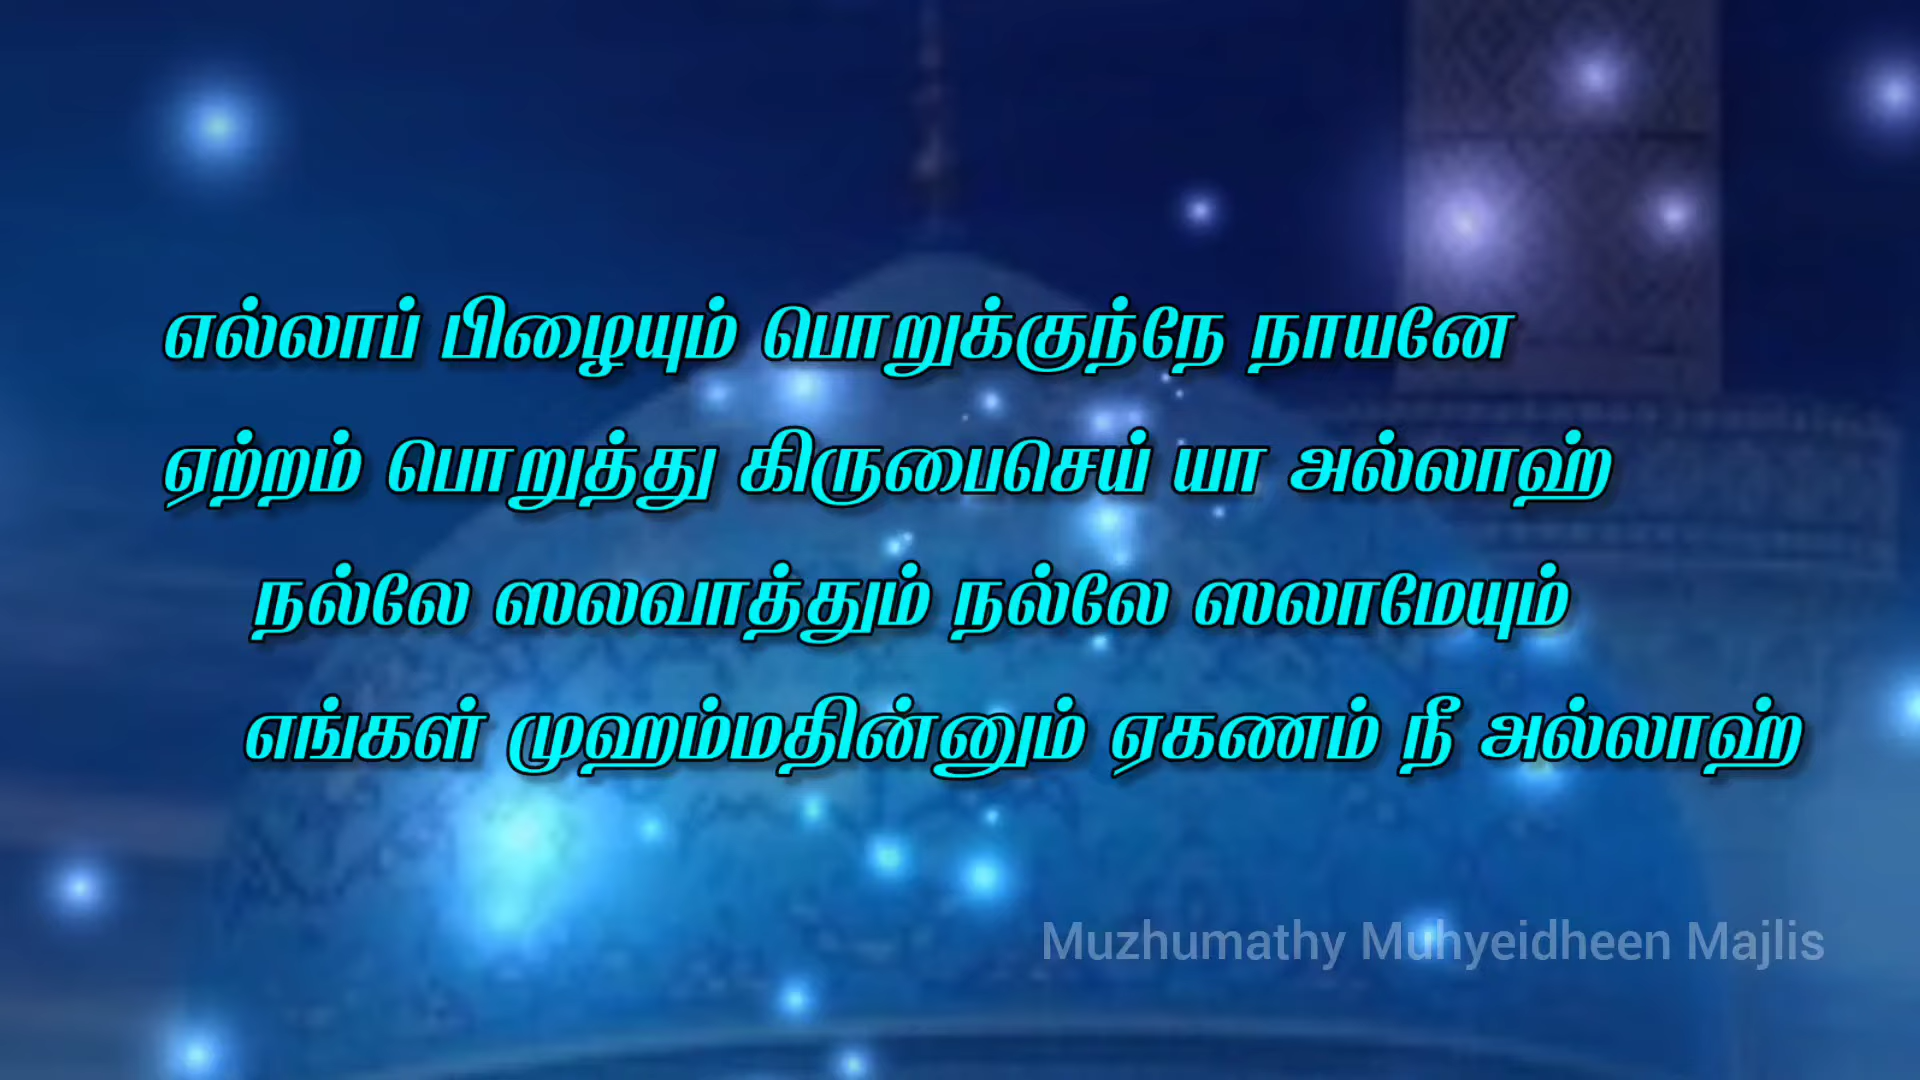 எல்லாப் பிழையும் பொறுக்குந்நே நாயனே
ஏற்றம் பொறுத்து கிருபைசெய் யா அல்லாஹ்
நல்லே ஸலவாத்தும் நல்லே ஸலாமேயும்
எங்கள் முஹம்மதின்னும் ஏகணம் நீ அல்லாஹ்
Muzhumathy Muhyeidheen Majlis